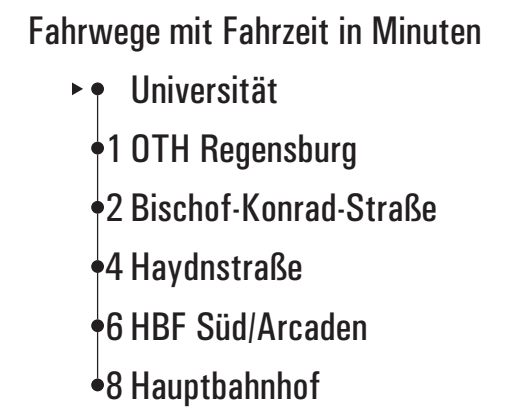 Fahrwege mit Fahrzeit in Minuten
Universität
1 OTH Regensburg
2 Bischof-Konrad-Straße
4 Haydnstraße
6 HBF Süd/Arcaden
8 Hauptbahnhof